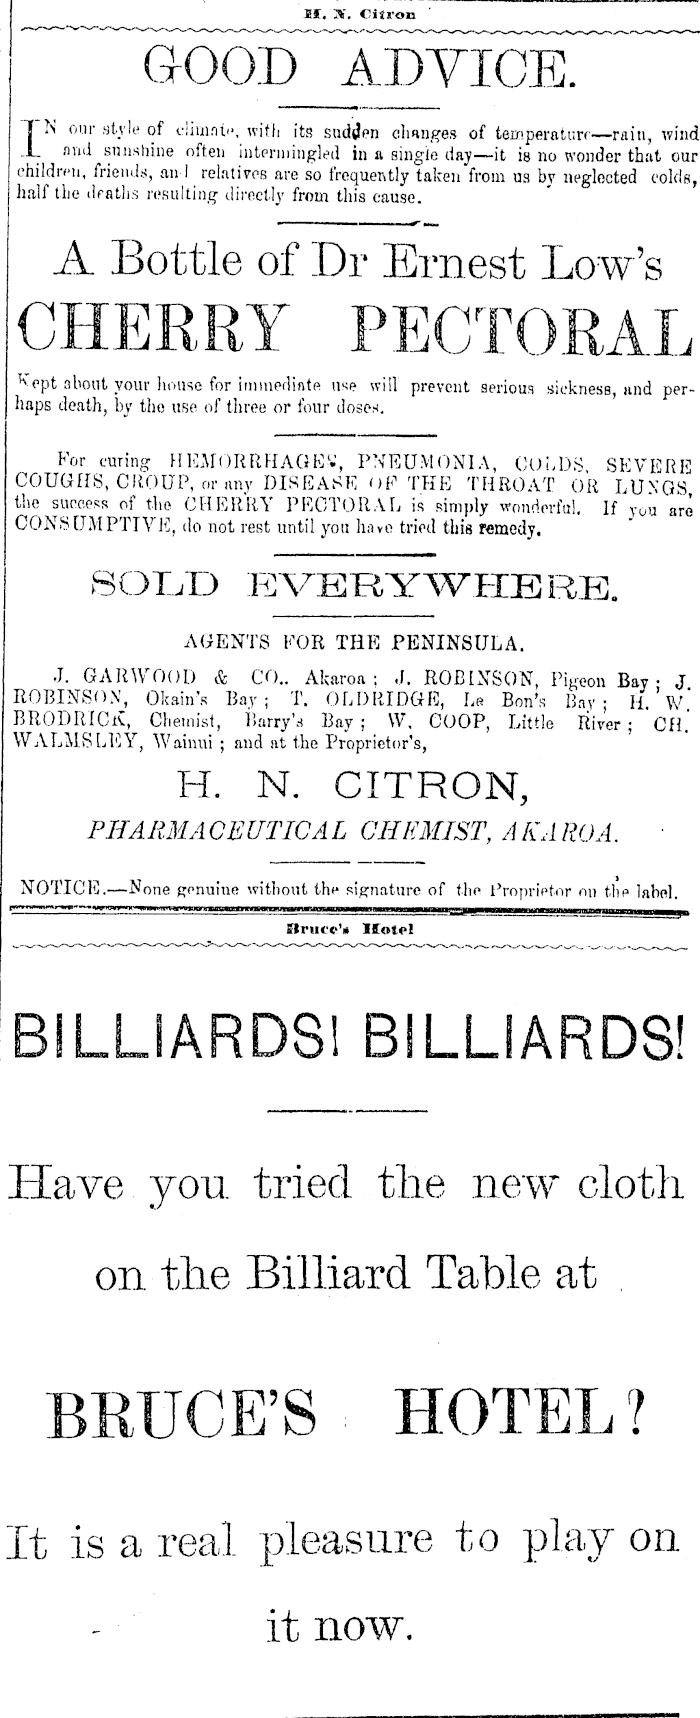 H. N. Citron
GOOD ADVICE.
IN our style of climate, with its sudden changes of temperature—rain, wind
and sunshine often intermingled in a single day—it is no wonder that our
children, friends, and relatives are so frequently taken from us by neglected colds,
half the deaths resulting directly from this cause.
A Bottle of Dr Ernest Low's
CHERRY PECTORAL
Kept about your house for immediate use will prevent serious sickness, and per-
haps death, by the use of three or four doses.
For curing HEMORRHAGES, PNEUMONIA, COLDS, SEVERE
COUGHS, CROUP, or any DISEASE OF THE THROAT OR LUNGS,
the success of the CHERRY PECTORAL is simply wonderful. If you are
CONSUMPTIVE, do not rest until you have tried this remedy.
SOLD EVERYWHERE.
AGENTS FOR THE PENINSULA.
J. GARWOOD & CO.. Akaroa ; J. ROBINSON, Pigeon Bay ; J.
ROBINSON, Okain's Bay ; T. OLDRIDGE, Le Bon's Bay ; H. W.
BRODRICK, Chemist, Barry's Bay ; W. COOP, Little River ; CH.
WALMSLEY, Wainui ; and at the Proprietor's,
H. N. CITRON,
PHARMACEUTICAL CHEMIST, AKAROA.
NOTICE.—None genuine without the signature of the Proprietor on the label.
Bruce's Hotel
BILLIARDS! BILLIARDS!
Have you tried the new cloth
on the Billiard Table at
BRUCE'S HOTEL?
It is a real pleasure to play on
it now.